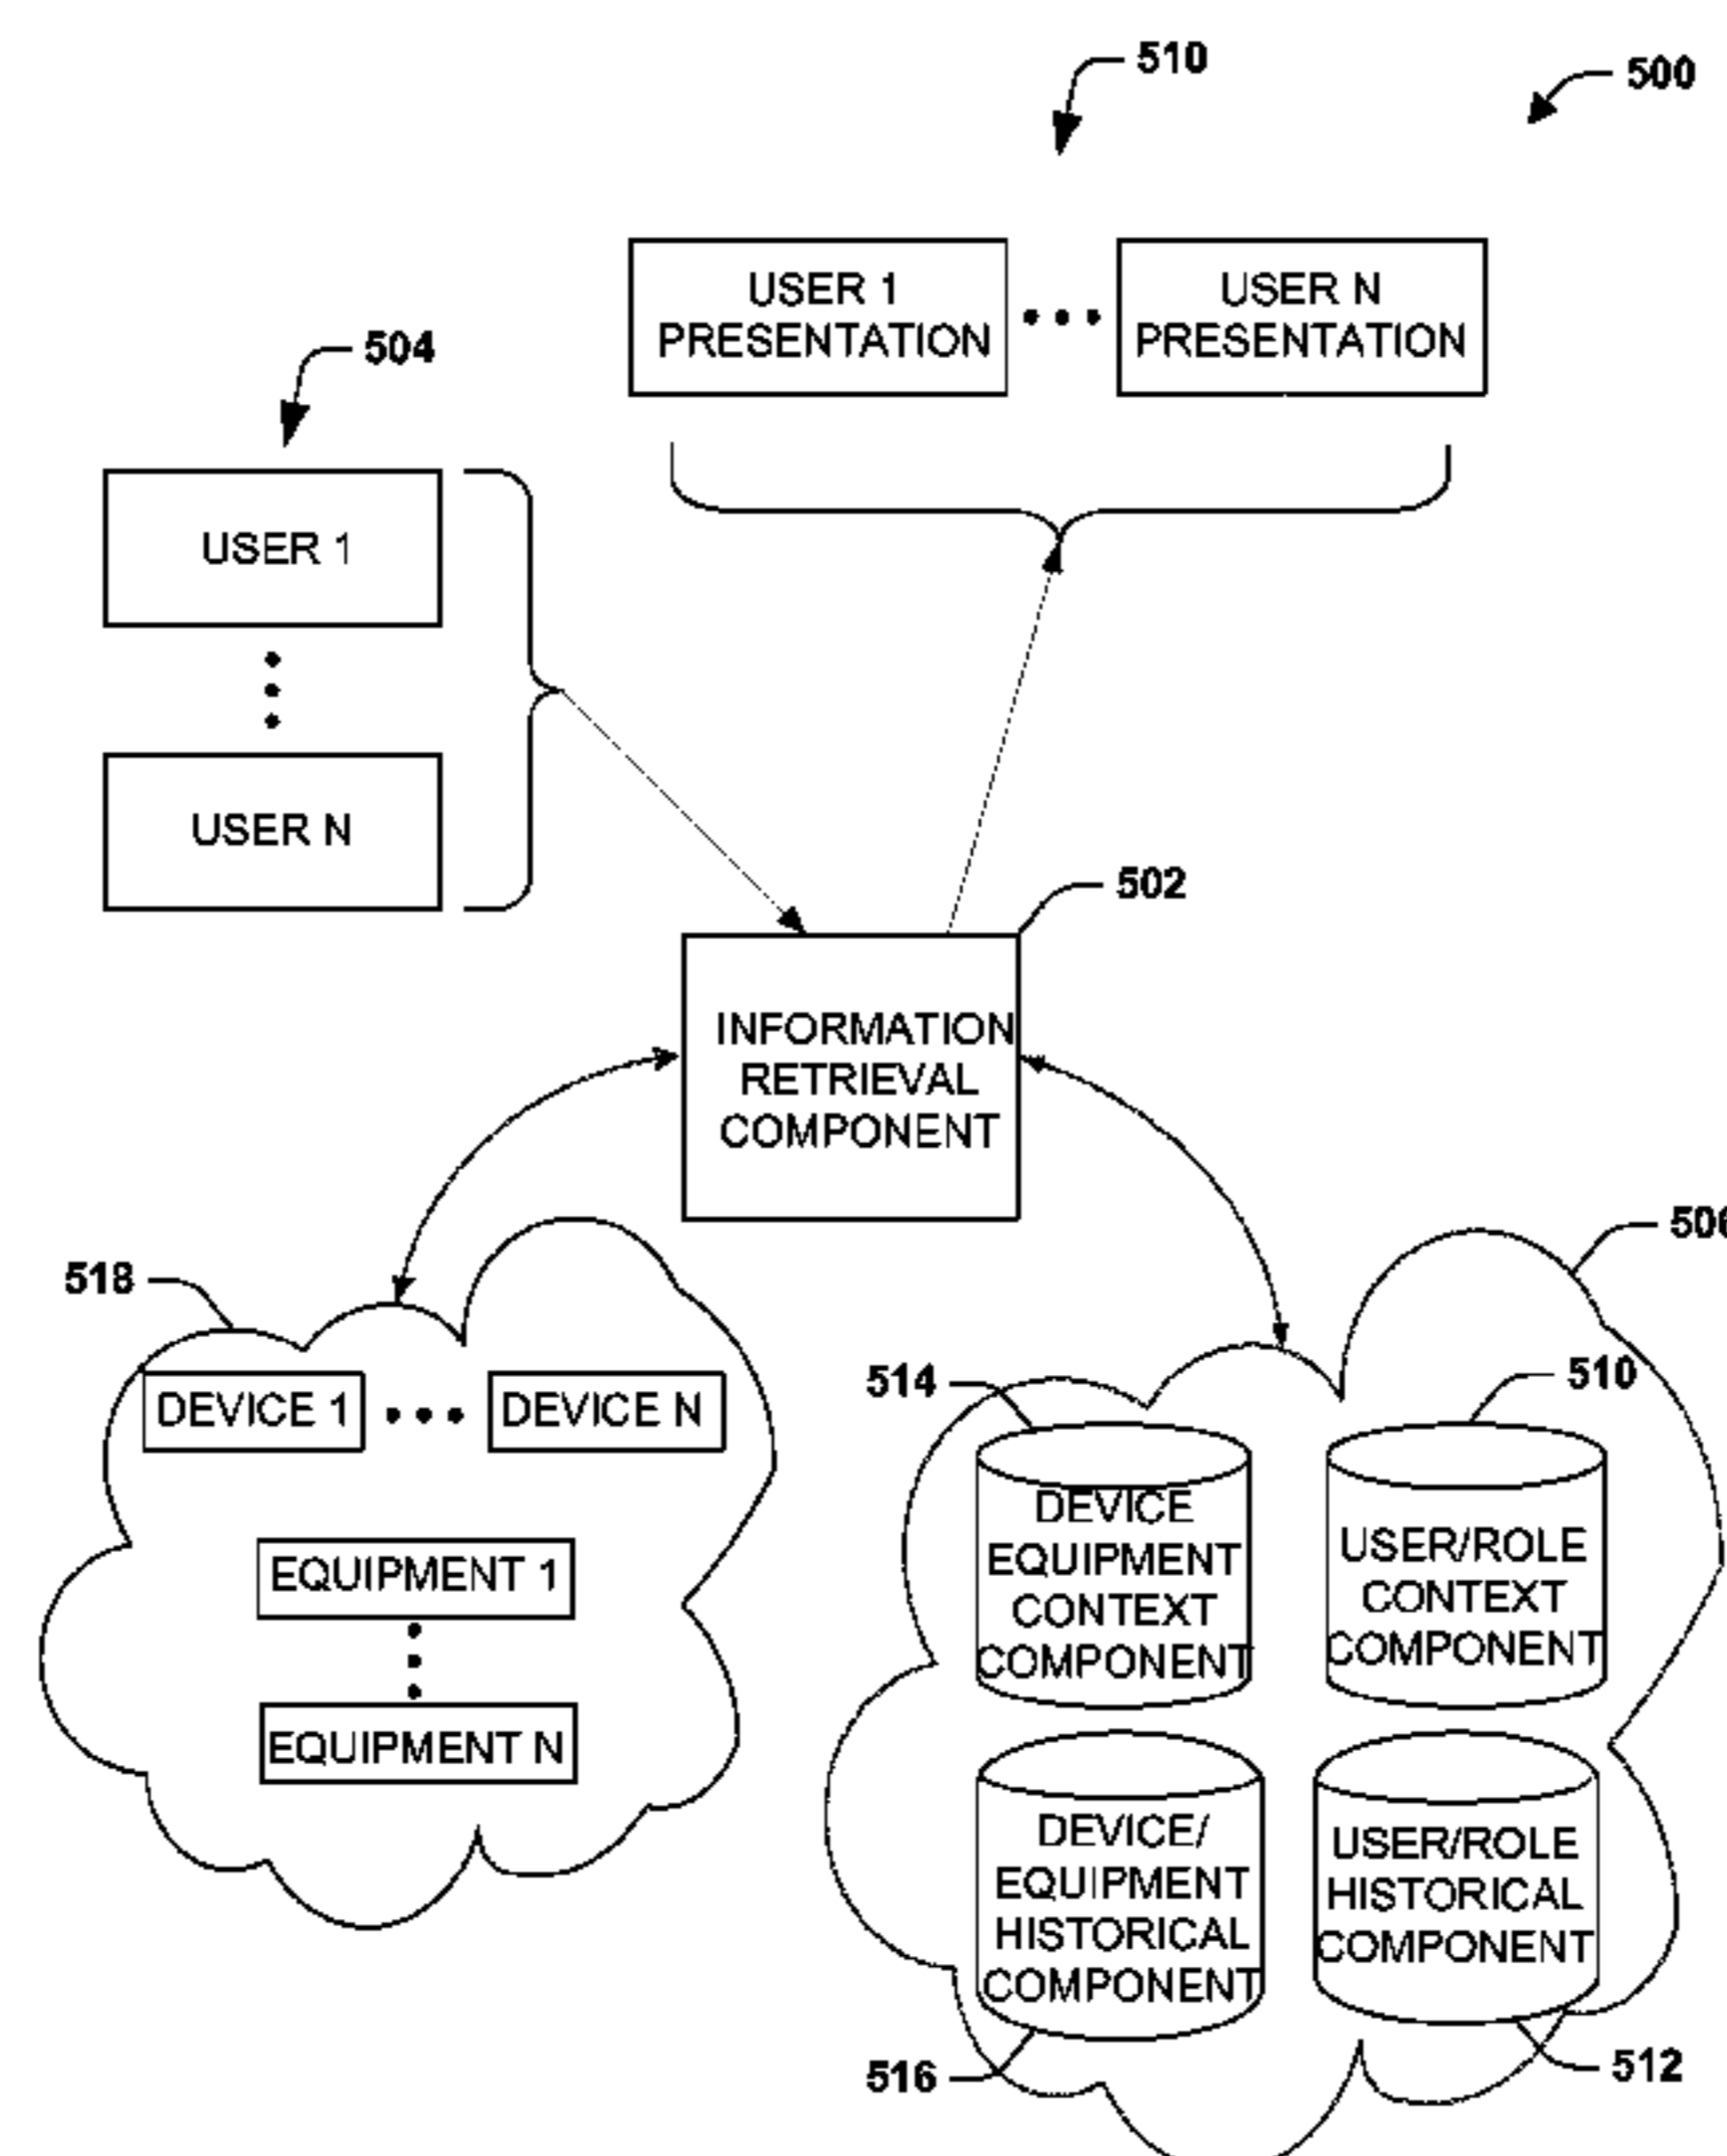 510
500
USER 1
PRESENTATION
USER N
PRESENTATION
504
USER 1
USER N
502
INFORMATION
RETRIEVAL
COMPONENT
518
DEVICE 1
DEVICE N
EQUIPMENT 1
EQUIPMENT N
506
514
510
DEVICE
EQUIPMENT
CONTEXT
COMPONENT
USER/ROLE
CONTEXT
COMPONENT
DEVICE/
EQUIPMENT
HISTORICAL
COMPONENT
USER/ROLE
HISTORICAL
COMPONENT
516
512